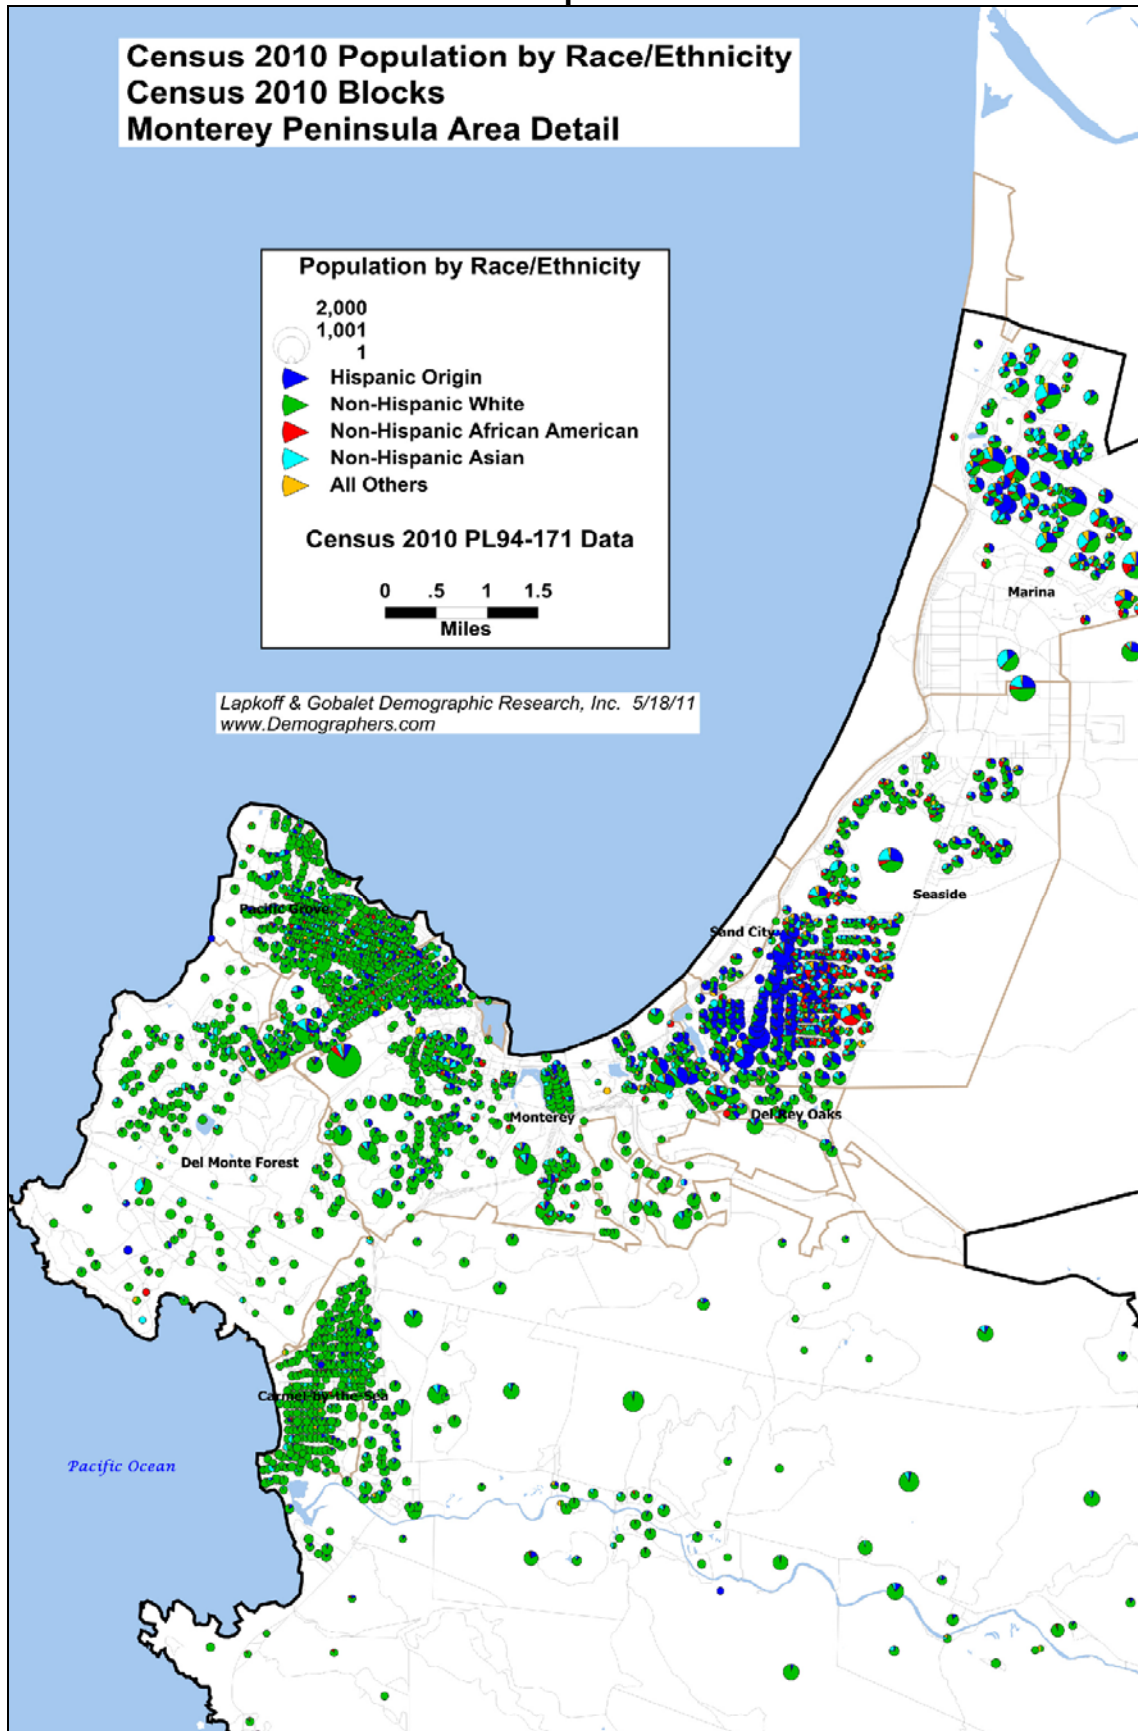 Census 2010 Population by Race/Ethnicity
Census 2010 Blocks
Monterey Peninsula Area Detail
Population by Race/Ethnicity
2,000
1,001
1
Hispanic Origin
Non-Hispanic White
Non-Hispanic African American
Non-Hispanic Asian
All Others
Census 2010 PL94-171 Data
0 .5 1 1.5
Miles
Marina
Lapkoff & Gobalet Demographic Research, Inc. 5/18/11
www.Demographers.com
Seaside
Pacific Grove
Sand City
Monterey
Del Rey Oaks
Del Monte Forest
Carmel-by-the-Sea
Pacific Ocean